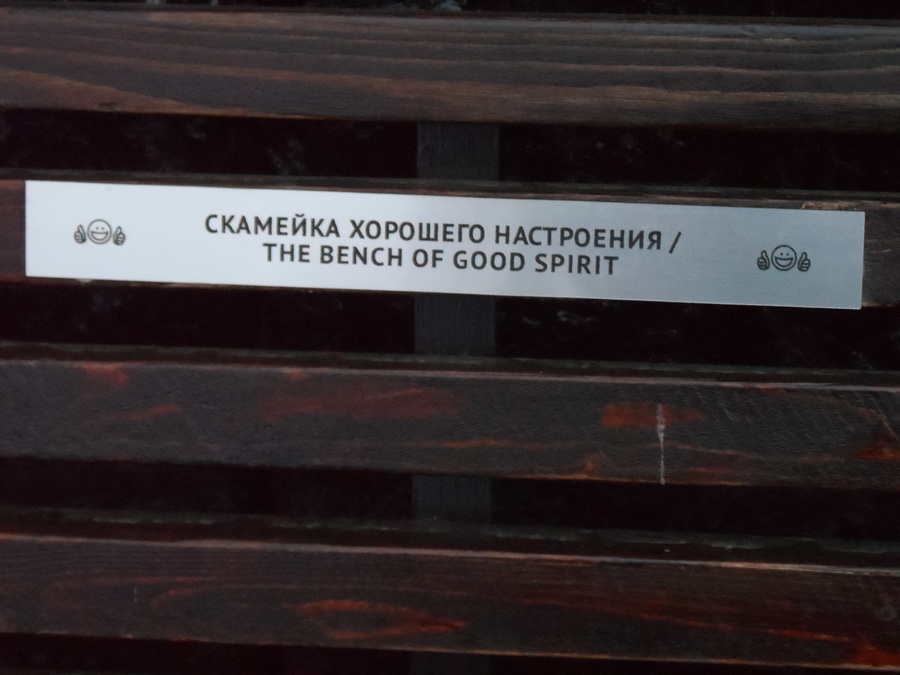 СКАМЕЙКА ХОРОШЕГО НАСТРОЕНИЯ /
THE BENCH OF GOOD SPIRIT